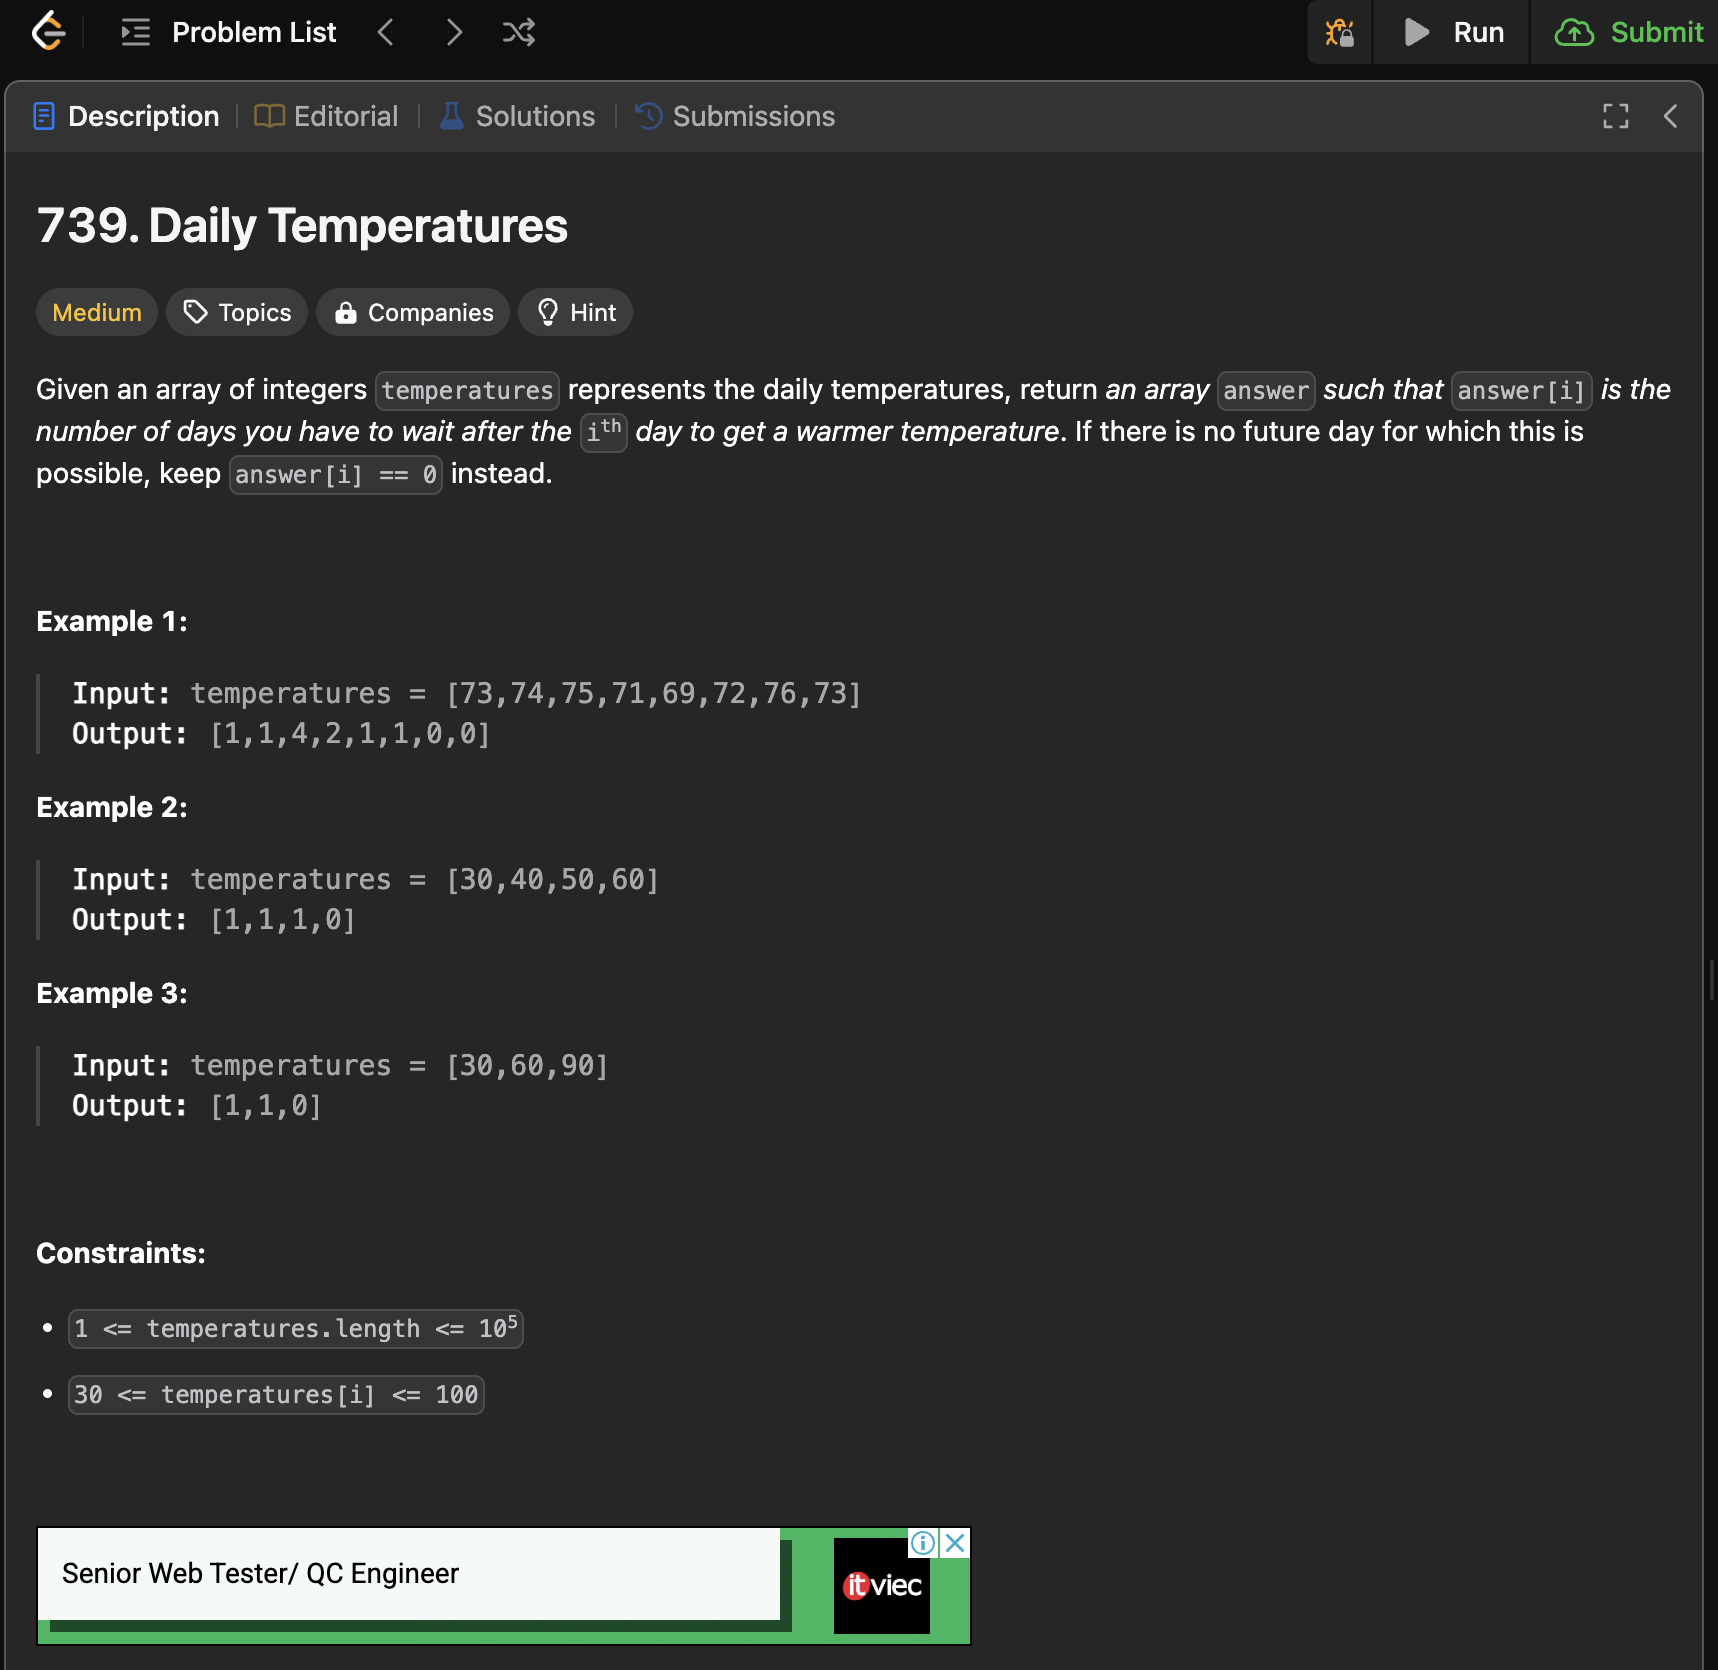 Problem List
Run
Submit
Description
Editorial
Solutions
Submissions
739. Daily Temperatures
Medium
Topics
Companies
Hint
Given an array of integers temperatures represents the daily temperatures, return an array answer such that answer[i] is the
number of days you have to wait after the ith day to get a warmer temperature. If there is no future day for which this is
possible, keep answer[i] == 0 instead.
Example 1:
Input: temperatures = [73,74,75,71,69,72,76,73]
Output: [1,1,4,2,1,1,0,0]
Example 2:
Input: temperatures = [30,40,50,60]
Output: [1,1,1,0]
Example 3:
Input: temperatures = [30,60,90]
Output: [1,1,0]
Constraints:
• 1 <= temperatures.length <= 10⁵
• 30 <= temperatures[i] <= 100
Senior Web Tester/ QC Engineer
itviec